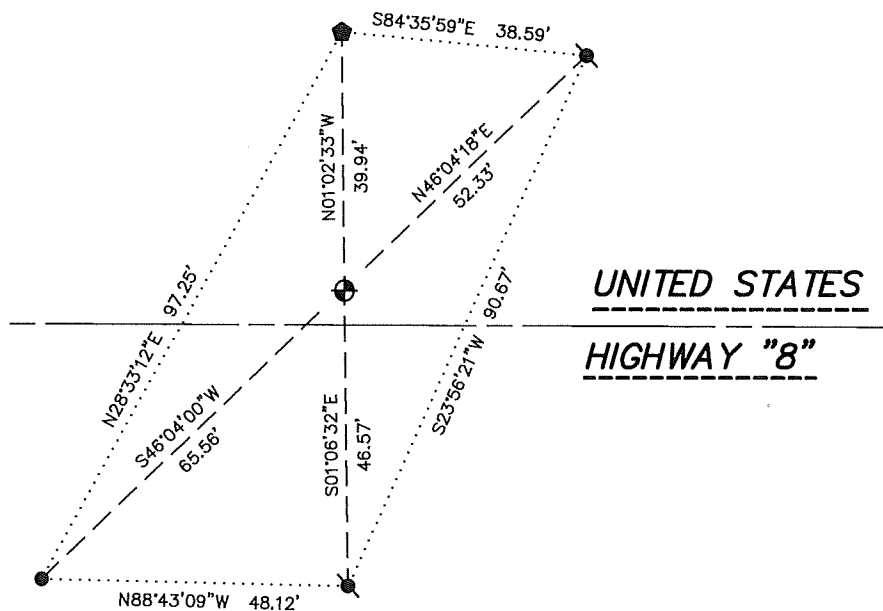 S84°35'59"E 38.59'
N01°02'33"W
39.94'
N46°04'18"E
52.33'
N28°33'12"E 97.25'
S23°56'21"W 90.67'
UNITED STATES
HIGHWAY "8"
S46°04'00"W
65.56'
S01°06'32"E
46.57'
N88°43'09"W 48.12'